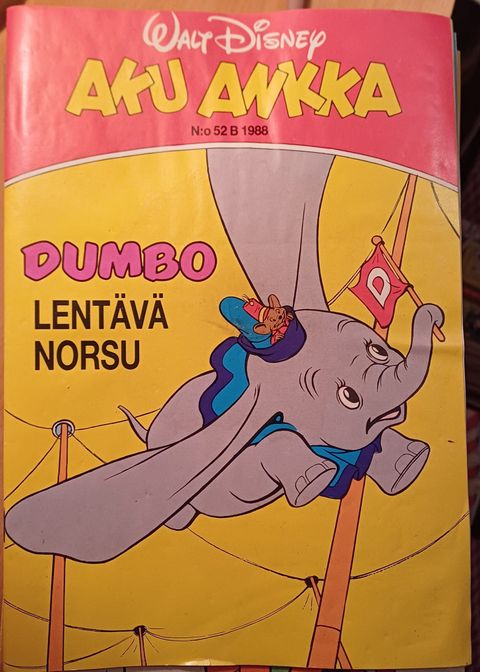 WALT DISNEY
AKU ANKKA
N:o 52 B 1988
DUMBO
LENTÄVÄ
NORSU
D